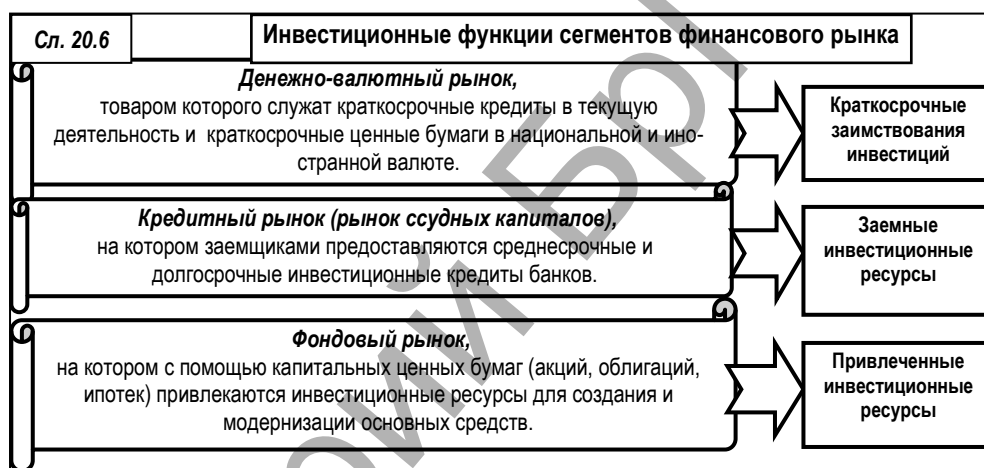 Сл. 20.6
Инвестиционные функции сегментов финансового рынка
Денежно-валютный рынок,
товаром которого служат краткосрочные кредиты в текущую
деятельность и краткосрочные ценные бумаги в национальной и ино-
странной валюте.
Краткосрочные
заимствования
инвестиций
Кредитный рынок (рынок ссудных капиталов),
на котором заемщиками предоставляются среднесрочные и
долгосрочные инвестиционные кредиты банков.
Заемные
инвестиционные
ресурсы
Фондовый рынок,
на котором с помощью капитальных ценных бумаг (акций, облигаций,
ипотек) привлекаются инвестиционные ресурсы для создания и
модернизации основных средств.
Привлеченные
инвестиционные
ресурсы